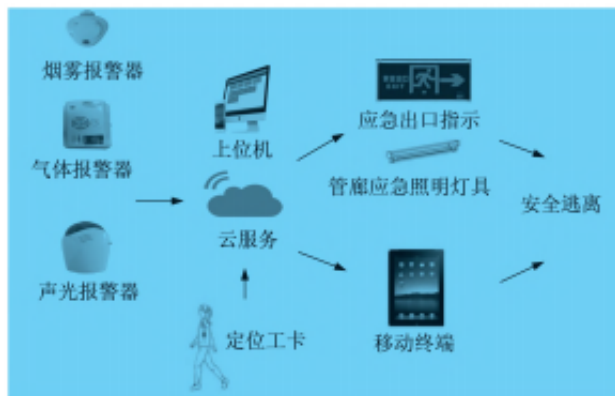 烟雾报警器
气体报警器
声光报警器
上位机
云服务
定位工卡
EXIT
应急出口指示
管廊应急照明灯具
移动终端
安全逃离